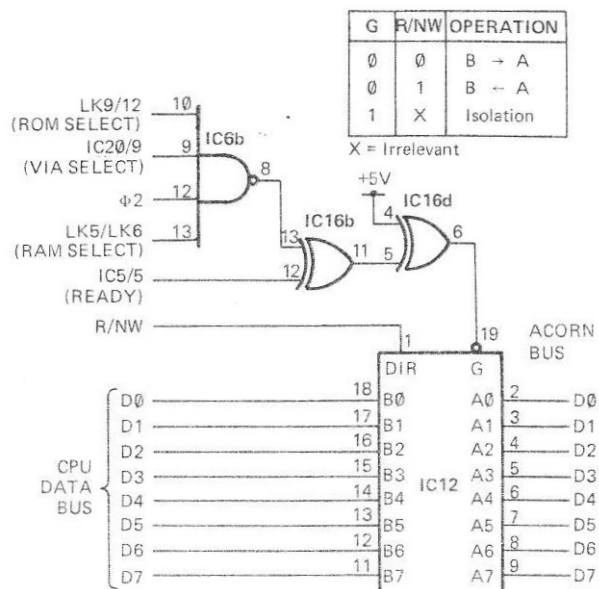 G R/NW OPERATION
Ø Ø B → A
Ø 1 B ← A
1 X Isolation
X = Irrelevant
LK9/12
(ROM SELECT)
10
IC20/9
(VIA SELECT)
9
Φ2
12
LK5/LK6
(RAM SELECT)
13
IC6b
8
IC5/5
(READY)
12
13
IC16b
11
+5V
4
5
IC16d
6
R/NW
1
19
ACORN
BUS
DIR G
CPU
DATA
BUS
IC12
DØ 18 BØ AØ 2 DØ
D1 17 B1 A1 3 D1
D2 16 B2 A2 4 D2
D3 15 B3 A3 5 D3
D4 14 B4 A4 6 D4
D5 13 B5 A5 7 D5
D6 12 B6 A6 8 D6
D7 11 B7 A7 9 D7